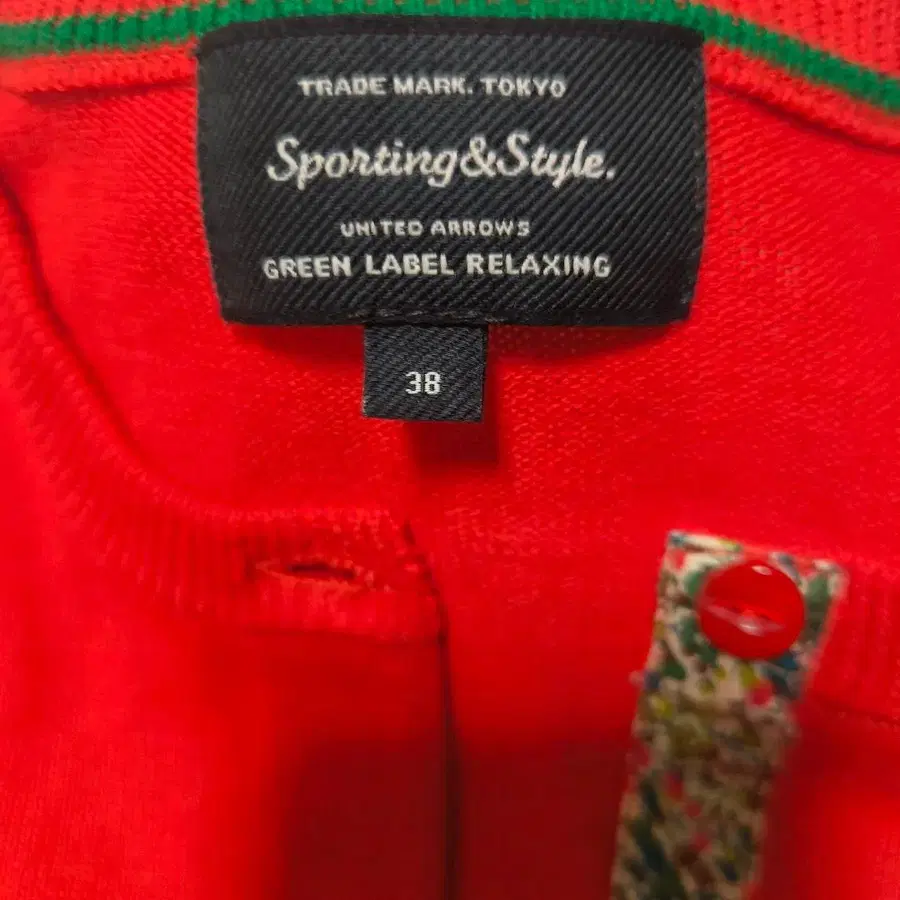 TRADE MARK. TOKYO
Sporting&Style.
UNITED ARROWS
GREEN LABEL RELAXING
38